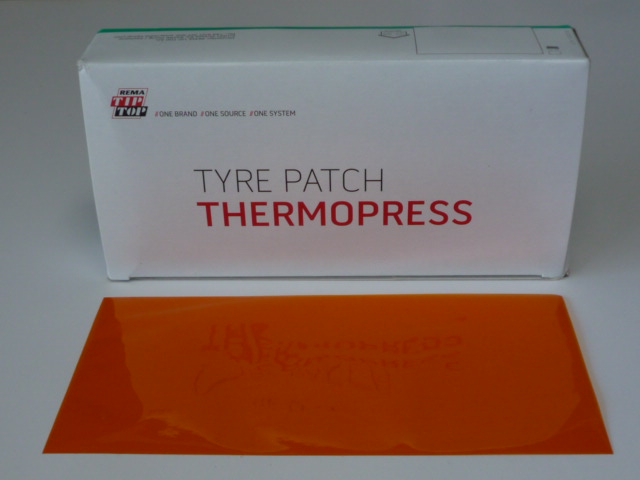 REMA
TIP
TOP
//ONE BRAND //ONE SOURCE //ONE SYSTEM
TYRE PATCH
THERMOPRESS